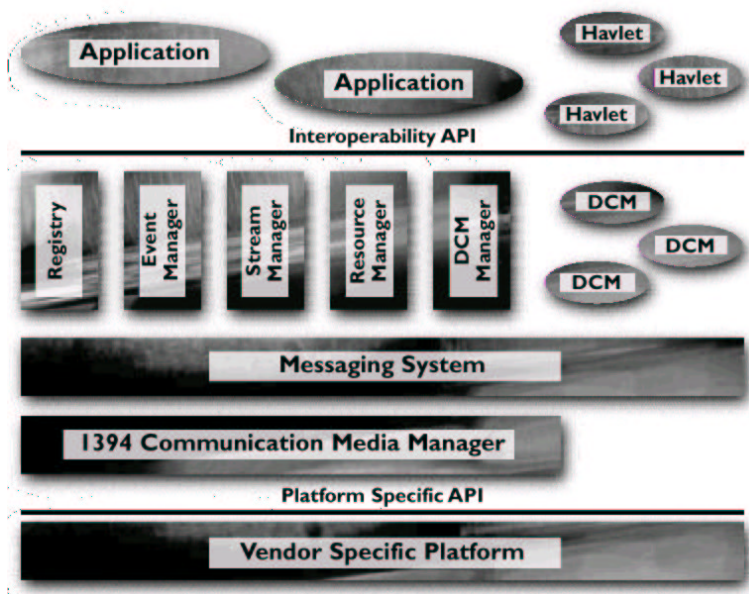 Application
Havlet
Application
Havlet
Havlet
Interoperability API
Registry
Event
Manager
Stream
Manager
Resource
Manager
DCM
Manager
DCM
DCM
DCM
Messaging System
1394 Communication Media Manager
Platform Specific API
Vendor Specific Platform